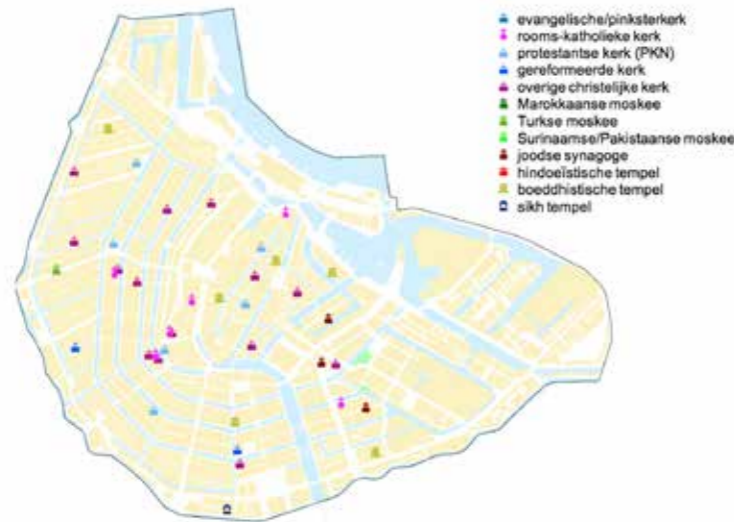 evangelische/pinksterkerk
rooms-katholieke kerk
protestantse kerk (PKN)
gereformeerde kerk
overige christelijke kerk
Marokkaanse moskee
Turkse moskee
Surinaamse/Pakistaanse moskee
joodse synagoge
hindoeïstische tempel
boeddhistische tempel
sikh tempel